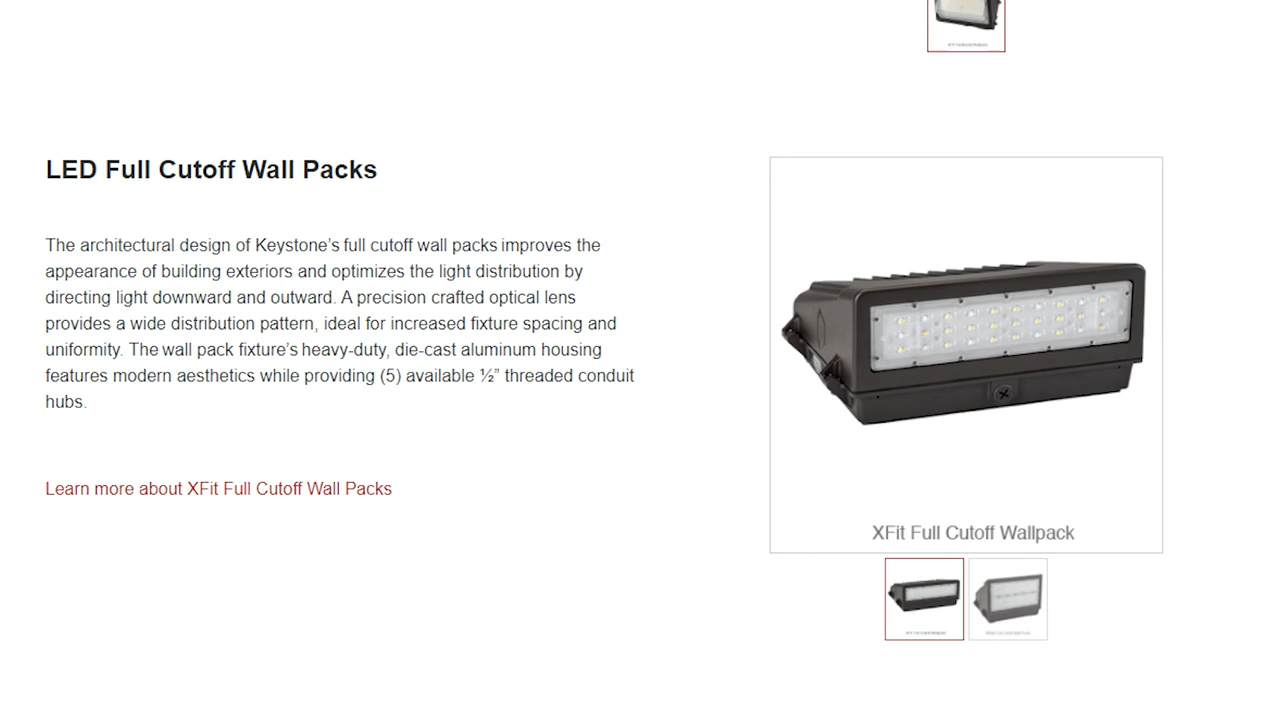 LED Full Cutoff Wall Packs
The architectural design of Keystone’s full cutoff wall packs improves the
appearance of building exteriors and optimizes the light distribution by
directing light downward and outward. A precision crafted optical lens
provides a wide distribution pattern, ideal for increased fixture spacing and
uniformity. The wall pack fixture’s heavy-duty, die-cast aluminum housing
features modern aesthetics while providing (5) available ½” threaded conduit
hubs.
Learn more about XFit Full Cutoff Wall Packs
XFit Full Cutoff Wallpack